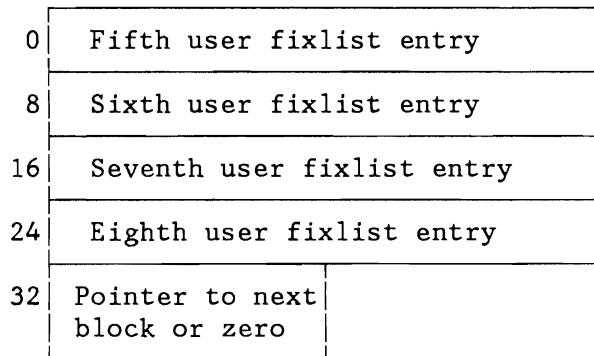 0 Fifth user fixlist entry
8 Sixth user fixlist entry
16 Seventh user fixlist entry
24 Eighth user fixlist entry
32 Pointer to next
block or zero